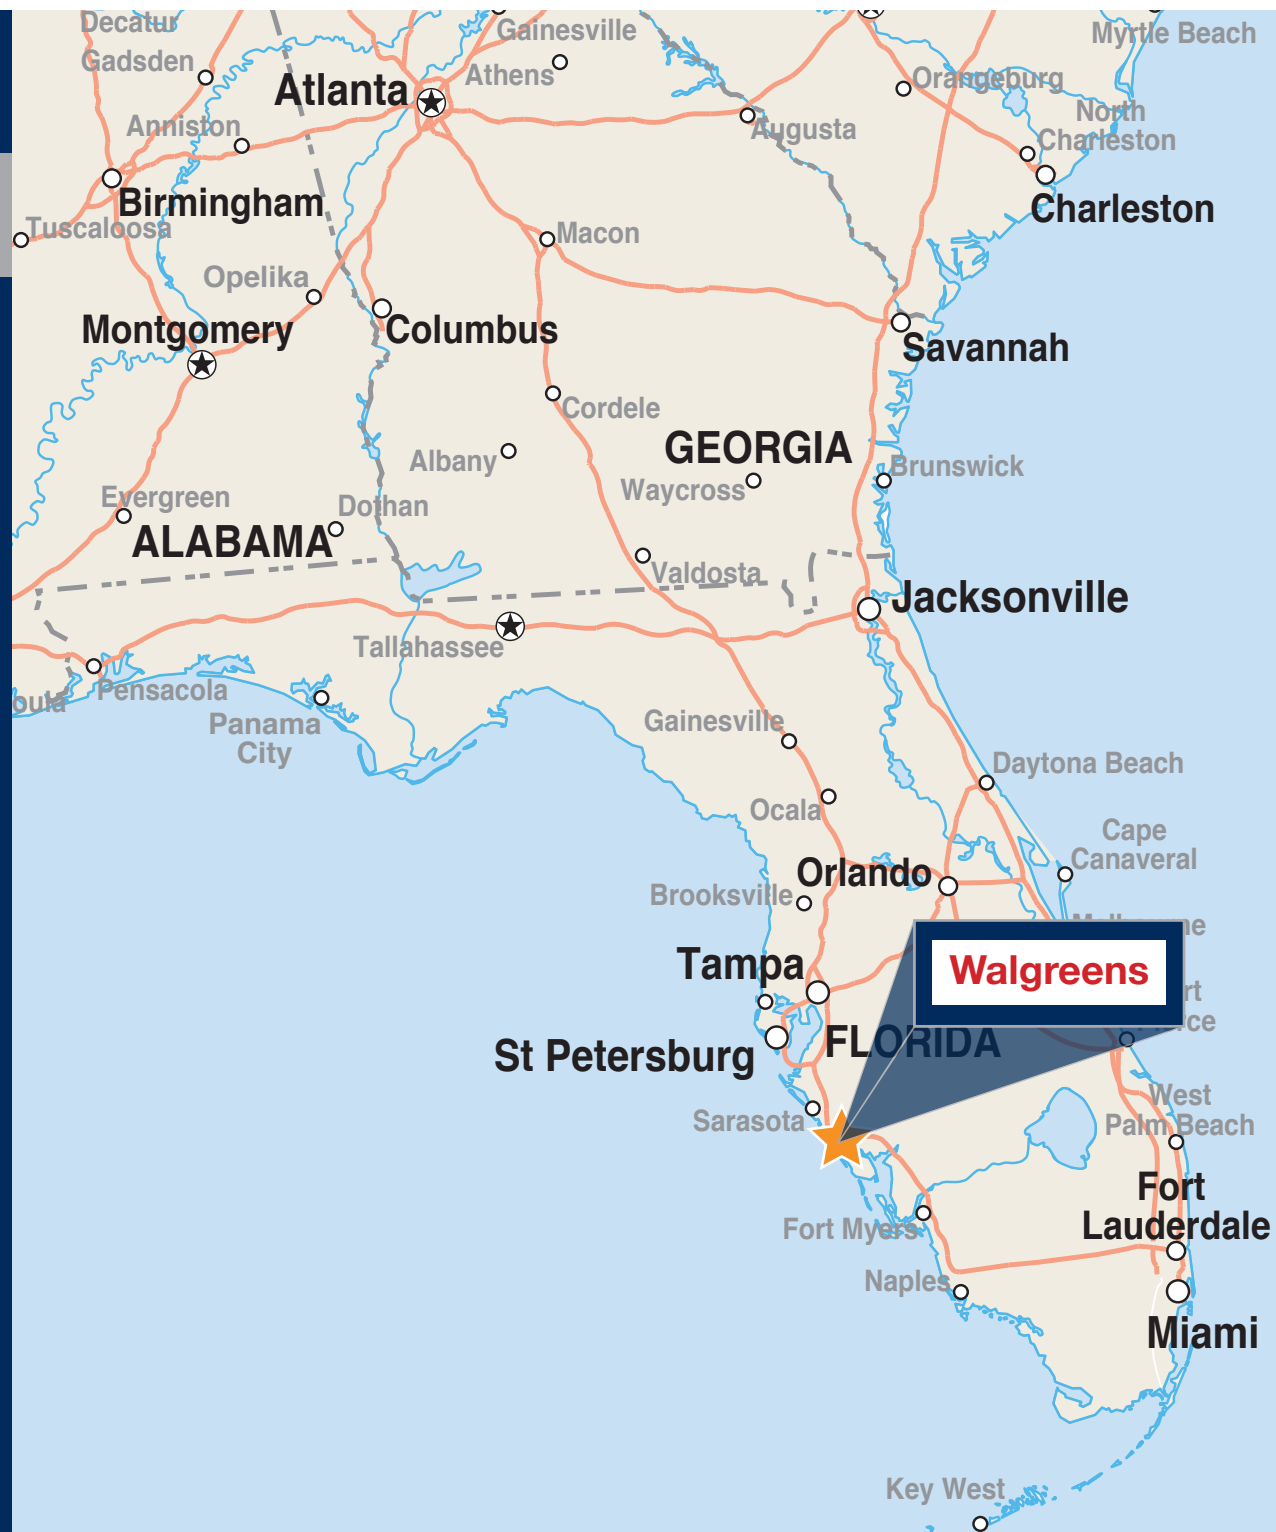 Decatur
Gadsden
Gainesville
Myrtle Beach
Athens
Atlanta
Orangeburg
North
Charleston
Anniston
Augusta
Birmingham
Charleston
Tuscaloosa
Macon
Opelika
Montgomery
Columbus
Savannah
Cordele
GEORGIA
Albany
Brunswick
Waycross
Evergreen
Dothan
ALABAMA
Valdosta
Jacksonville
Tallahassee
Pensacola
oula
Panama
City
Gainesville
Daytona Beach
Ocala
Cape
Canaveral
Orlando
Brooksville
Tampa
Walgreens
St Petersburg
FLORIDA
Sarasota
West
Palm Beach
Fort
Lauderdale
Fort Myers
Naples
Miami
Key West